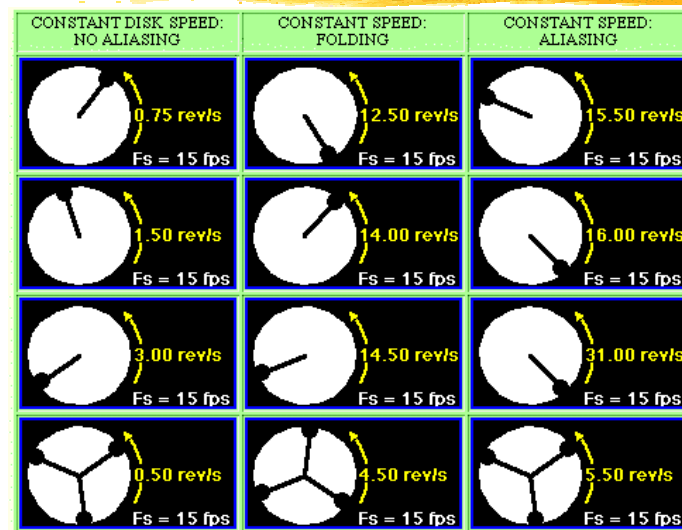 CONSTANT DISK SPEED:
NO ALIASING
CONSTANT SPEED:
FOLDING
CONSTANT SPEED:
ALIASING
0.75 rev/s
Fs = 15 fps
12.50 rev/s
Fs = 15 fps
15.50 rev/s
Fs = 15 fps
1.50 rev/s
Fs = 15 fps
14.00 rev/s
Fs = 15 fps
16.00 rev/s
Fs = 15 fps
3.00 rev/s
Fs = 15 fps
14.50 rev/s
Fs = 15 fps
31.00 rev/s
Fs = 15 fps
0.50 rev/s
Fs = 15 fps
4.50 rev/s
Fs = 15 fps
5.50 rev/s
Fs = 15 fps